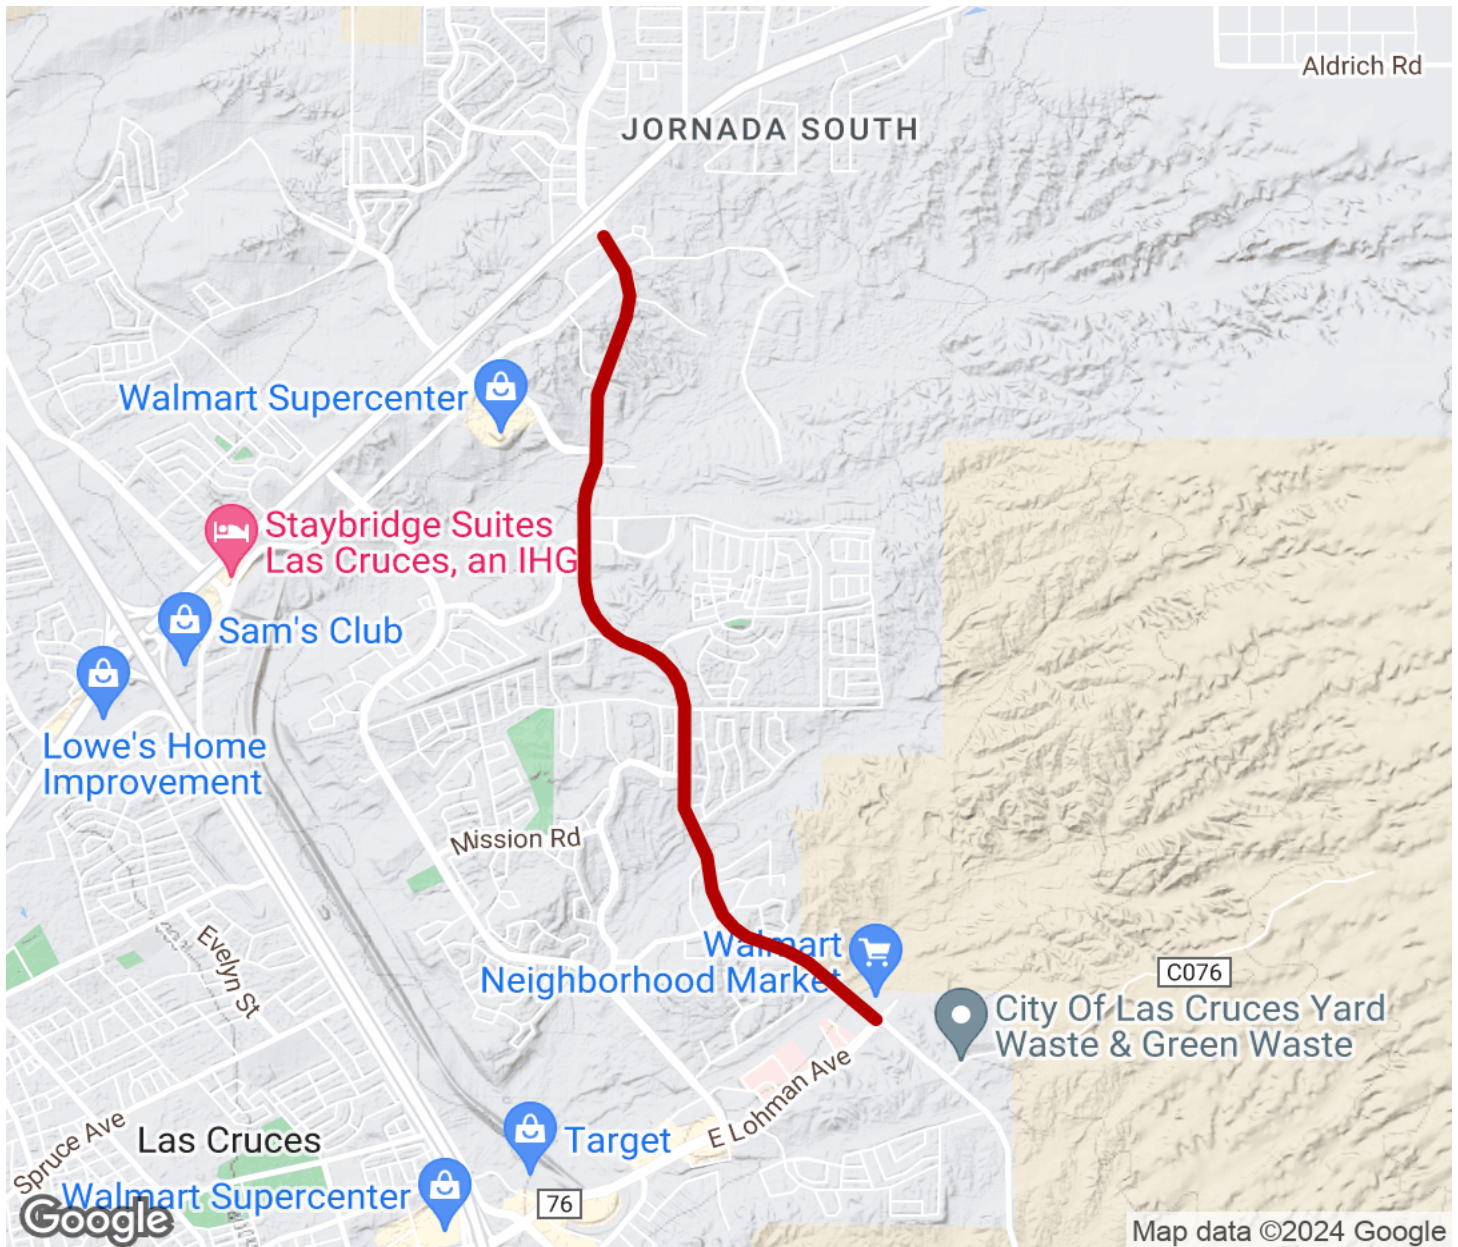 Aldrich Rd
JORNADA SOUTH
Walmart Supercenter
Staybridge Suites
Las Cruces, an IHG
Sam's Club
Lowe's Home
Improvement
Mission Rd
Evelyn St
Walmart
Neighborhood Market
C076
City Of Las Cruces Yard
Waste & Green Waste
E Lohman Ave
Spruce Ave
Las Cruces
Target
Walmart Supercenter
76
Google
Map data ©2024 Google